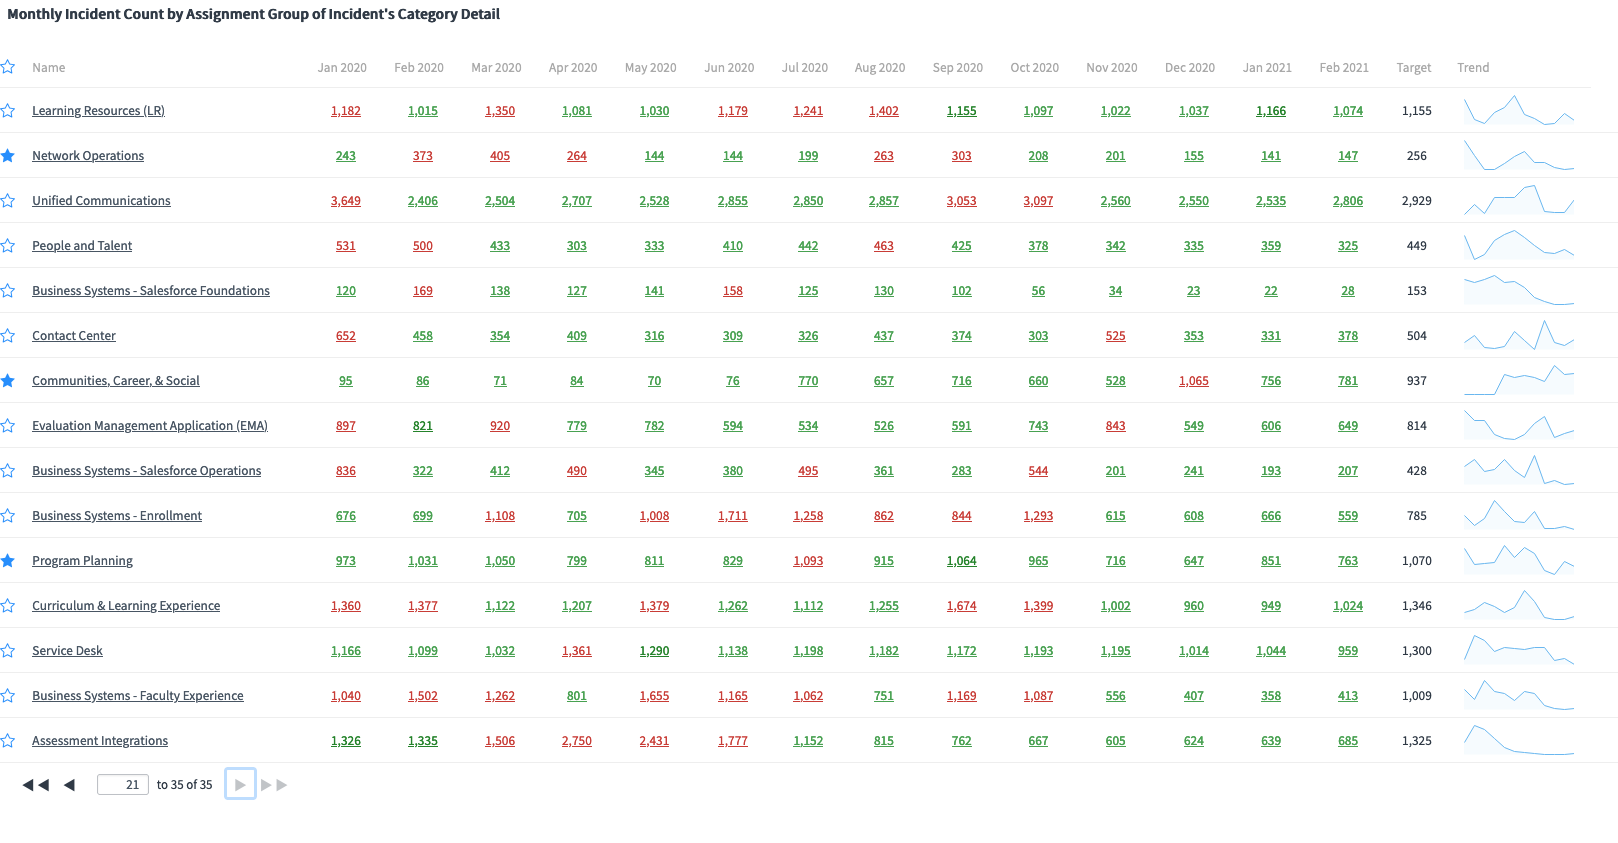 Monthly Incident Count by Assignment Group of Incident's Category Detail
Name Jan 2020 Feb 2020 Mar 2020 Apr 2020 May 2020 Jun 2020 Jul 2020 Aug 2020 Sep 2020 Oct 2020 Nov 2020 Dec 2020 Jan 2021 Feb 2021 Target Trend
Learning Resources (LR) 1,182 1,015 1,350 1,081 1,030 1,179 1,241 1,402 1,155 1,097 1,022 1,037 1,166 1,074 1,155
Network Operations 243 373 405 264 144 144 199 263 303 208 201 155 141 147 256
Unified Communications 3,649 2,406 2,504 2,707 2,528 2,855 2,850 2,857 3,053 3,097 2,560 2,550 2,535 2,806 2,929
People and Talent 531 500 433 303 333 410 442 463 425 378 342 335 359 325 449
Business Systems - Salesforce Foundations 120 169 138 127 141 158 125 130 102 56 34 23 22 28 153
Contact Center 652 458 354 409 316 309 326 437 374 303 525 353 331 378 504
Communities, Career, & Social 95 86 71 84 70 76 770 657 716 660 528 1,065 756 781 937
Evaluation Management Application (EMA) 897 821 920 779 782 594 534 526 591 743 843 549 606 649 814
Business Systems - Salesforce Operations 836 322 412 490 345 380 495 361 283 544 201 241 193 207 428
Business Systems - Enrollment 676 699 1,108 705 1,008 1,711 1,258 862 844 1,293 615 608 666 559 785
Program Planning 973 1,031 1,050 799 811 829 1,093 915 1,064 965 716 647 851 763 1,070
Curriculum & Learning Experience 1,360 1,377 1,122 1,207 1,379 1,262 1,112 1,255 1,674 1,399 1,002 960 949 1,024 1,346
Service Desk 1,166 1,099 1,032 1,361 1,290 1,138 1,198 1,182 1,172 1,193 1,195 1,014 1,044 959 1,300
Business Systems - Faculty Experience 1,040 1,502 1,262 801 1,655 1,165 1,062 751 1,169 1,087 556 407 358 413 1,009
Assessment Integrations 1,326 1,335 1,506 2,750 2,431 1,777 1,152 815 762 667 605 624 639 685 1,325
21 to 35 of 35